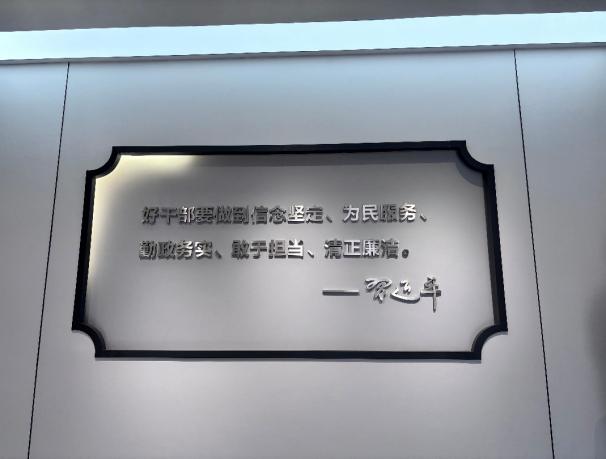 好干部要做到信念坚定、为民服务、
勤政务实、敢于担当、清正廉洁。
——习近平